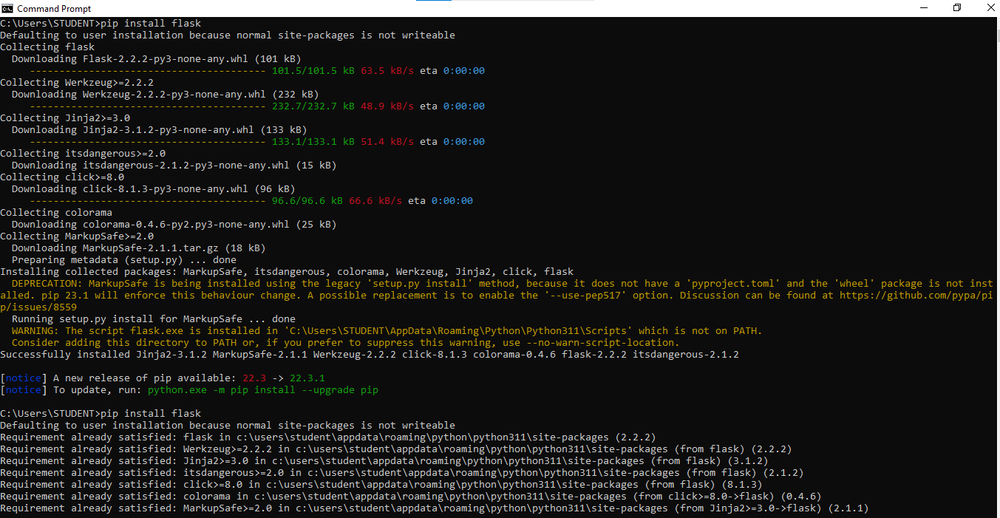 Command Prompt
C:\Users\STUDENT>pip install flask
Defaulting to user installation because normal site-packages is not writeable
Collecting flask
  Downloading Flask-2.2.2-py3-none-any.whl (101 kB)
     ---------------------------------------- 101.5/101.5 kB 63.5 kB/s eta 0:00:00
Collecting Werkzeug>=2.2.2
  Downloading Werkzeug-2.2.2-py3-none-any.whl (232 kB)
     ---------------------------------------- 232.7/232.7 kB 48.9 kB/s eta 0:00:00
Collecting Jinja2>=3.0
  Downloading Jinja2-3.1.2-py3-none-any.whl (133 kB)
     ---------------------------------------- 133.1/133.1 kB 51.4 kB/s eta 0:00:00
Collecting itsdangerous>=2.0
  Downloading itsdangerous-2.1.2-py3-none-any.whl (15 kB)
Collecting click>=8.0
  Downloading click-8.1.3-py3-none-any.whl (96 kB)
     ---------------------------------------- 96.6/96.6 kB 66.6 kB/s eta 0:00:00
Collecting colorama
  Downloading colorama-0.4.6-py2.py3-none-any.whl (25 kB)
Collecting MarkupSafe>=2.0
  Downloading MarkupSafe-2.1.1.tar.gz (18 kB)
  Preparing metadata (setup.py) ... done
Installing collected packages: MarkupSafe, itsdangerous, colorama, Werkzeug, Jinja2, click, flask
  DEPRECATION: MarkupSafe is being installed using the legacy 'setup.py install' method, because it does not have a 'pyproject.toml' and the 'wheel' package is not inst
alled. pip 23.1 will enforce this behaviour change. A possible replacement is to enable the '--use-pep517' option. Discussion can be found at https://github.com/pypa/pi
p/issues/8559
  Running setup.py install for MarkupSafe ... done
  WARNING: The script flask.exe is installed in 'C:\Users\STUDENT\AppData\Roaming\Python\Python311\Scripts' which is not on PATH.
  Consider adding this directory to PATH or, if you prefer to suppress this warning, use --no-warn-script-location.
Successfully installed Jinja2-3.1.2 MarkupSafe-2.1.1 Werkzeug-2.2.2 click-8.1.3 colorama-0.4.6 flask-2.2.2 itsdangerous-2.1.2
[notice] A new release of pip available: 22.3 -> 22.3.1
[notice] To update, run: python.exe -m pip install --upgrade pip
C:\Users\STUDENT>pip install flask
Defaulting to user installation because normal site-packages is not writeable
Requirement already satisfied: flask in c:\users\student\appdata\roaming\python\python311\site-packages (2.2.2)
Requirement already satisfied: Werkzeug>=2.2.2 in c:\users\student\appdata\roaming\python\python311\site-packages (from flask) (2.2.2)
Requirement already satisfied: Jinja2>=3.0 in c:\users\student\appdata\roaming\python\python311\site-packages (from flask) (3.1.2)
Requirement already satisfied: itsdangerous>=2.0 in c:\users\student\appdata\roaming\python\python311\site-packages (from flask) (2.1.2)
Requirement already satisfied: click>=8.0 in c:\users\student\appdata\roaming\python\python311\site-packages (from flask) (8.1.3)
Requirement already satisfied: colorama in c:\users\student\appdata\roaming\python\python311\site-packages (from click>=8.0->flask) (0.4.6)
Requirement already satisfied: MarkupSafe>=2.0 in c:\users\student\appdata\roaming\python\python311\site-packages (from Jinja2>=3.0->flask) (2.1.1)